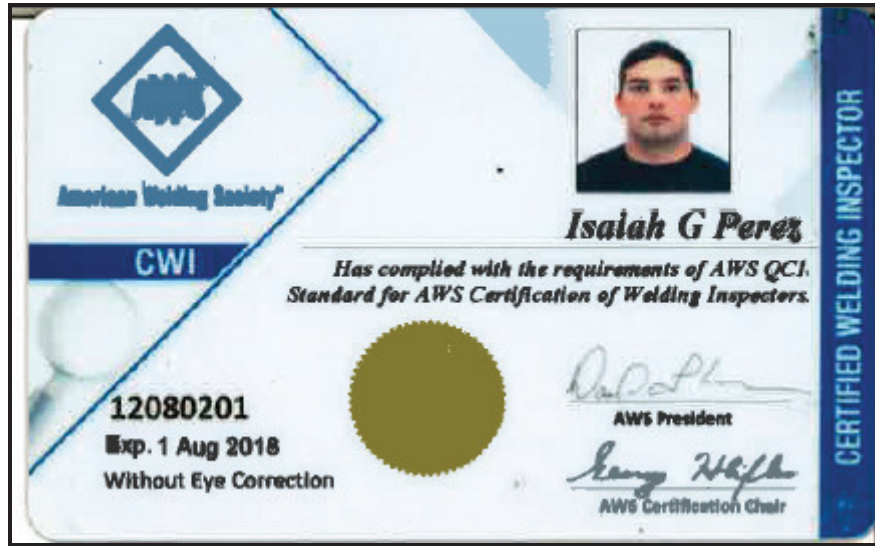 AWS
American Welding Society
CWI
Isaiah G Perez
Has complied with the requirements of AWS QC1.
Standard for AWS Certification of Welding Inspectors.
12080201
Exp. 1 Aug 2018
Without Eye Correction
AWS President
AWS Certification Chair
CERTIFIED WELDING INSPECTOR